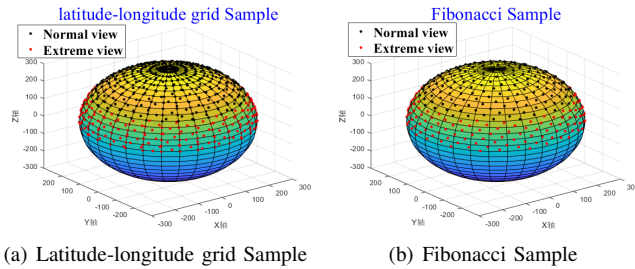 latitude-longitude grid Sample
Normal view
Extreme view
300
200
100
0
-100
-200
-300
Z轴
200
100
0
-100
-200
Y轴
-300
-200
-100
0
100
200
300
X轴
(a) Latitude-longitude grid Sample
Fibonacci Sample
Normal view
Extreme view
300
200
100
0
-100
-200
-300
Z轴
200
100
0
-100
-200
Y轴
-300
-200
-100
0
100
200
300
X轴
(b) Fibonacci Sample